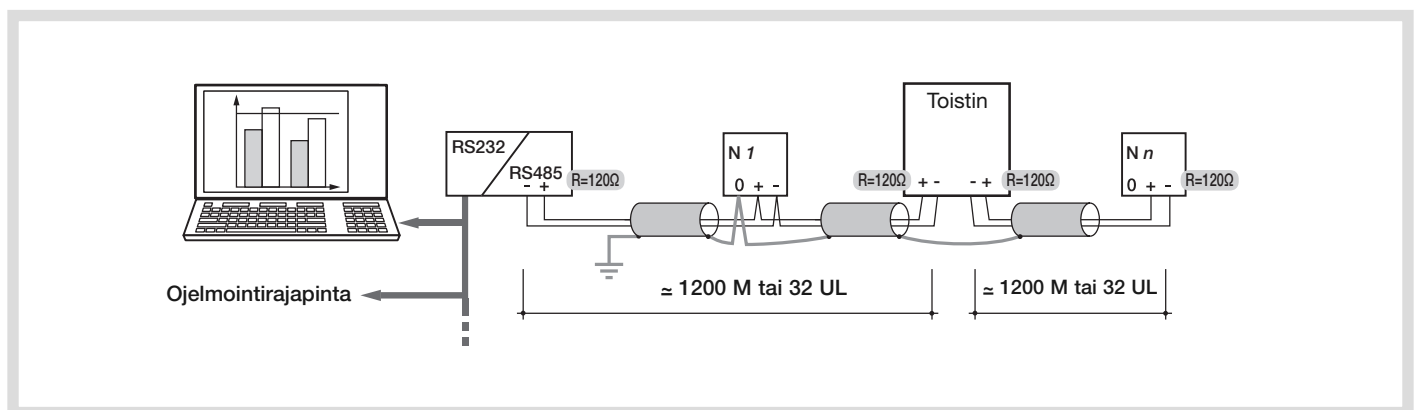 Toistin
RS232
RS485
- +
R=120Ω
N 1
0 + -
R=120Ω
+ -
- +
R=120Ω
N n
0 + -
R=120Ω
Ojelmointirajapinta
≃ 1200 M tai 32 UL
≃ 1200 M tai 32 UL